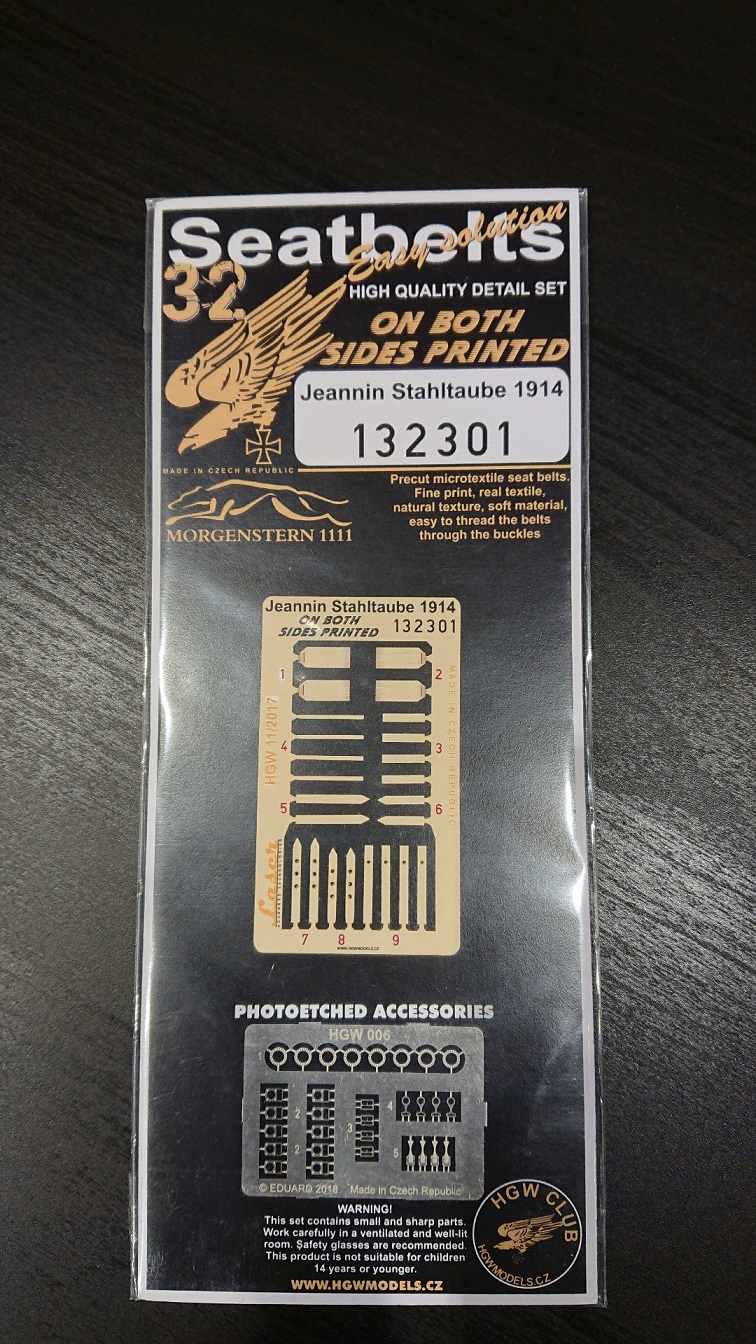 Seatbelts
Easy solution
32
HIGH QUALITY DETAIL SET
ON BOTH
SIDES PRINTED
Jeannin Stahltaube 1914
132301
MADE IN CZECH REPUBLIC
MORGENSTERN 1111
Precut microtextile seat belts.
Fine print, real textile,
natural texture, soft material,
easy to thread the belts
through the buckles
Jeannin Stahltaube 1914
ON BOTH
SIDES PRINTED
132301
1
2
HGW 11/2017
MADE IN CZECH REPUBLIC
4
3
5
6
Laser
7
8
9
www.hgwmodels.cz
PHOTOETCHED ACCESSORIES
HGW 006
1
2
4
3
2
5
© EDUARD 2018
Made in Czech Republic
WARNING!
This set contains small and sharp parts.
Work carefully in a ventilated and well-lit
room. Şafety glasses are recommended.
This product is not suitable for children
14 years or younger.
WWW.HGWMODELS.CZ
HGW CLUB
HGWMODELS.CZ